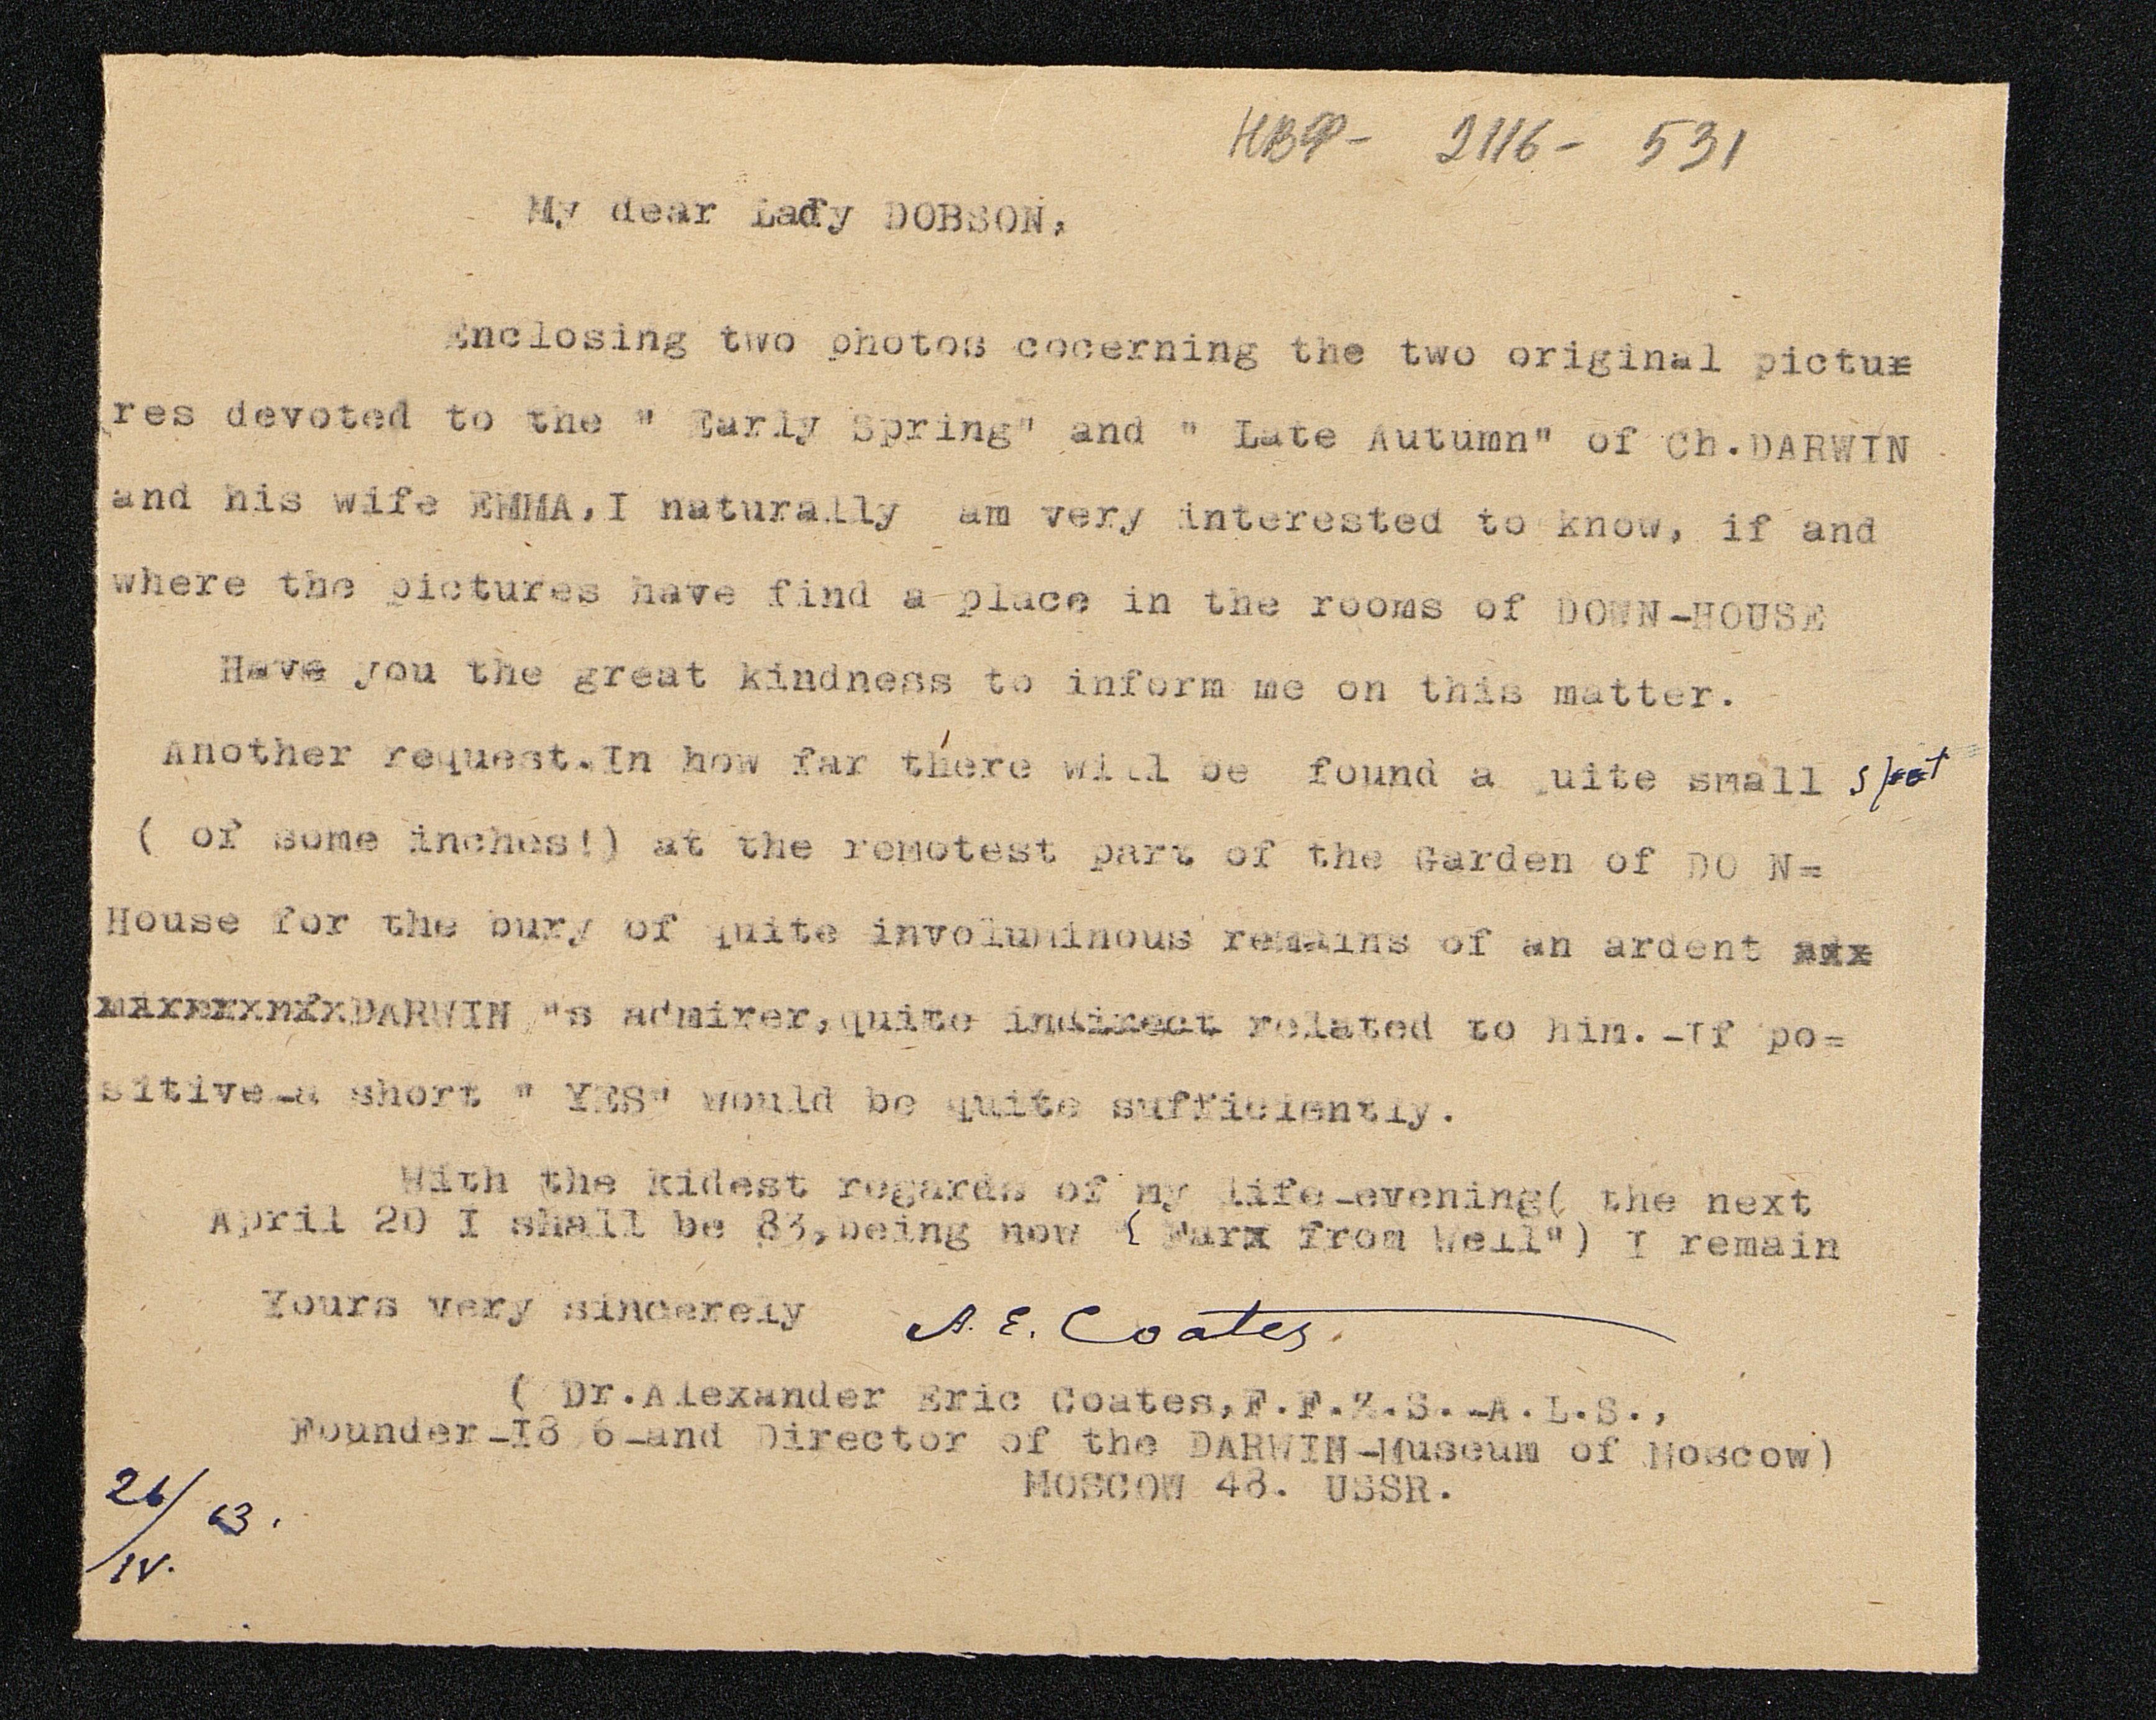 НВФ- 2116- 531
My dear Lady DOBSON,
Enclosing two photos cocerning the two original pictur
res devoted to the " Early Spring" and " Late Autumn" of Ch.DARWIN
and his wife EMMA,I naturally am very interested to know, if and
where the pictures have find a place in the rooms of DOWN-HOUSE
Have you the great kindness to inform me on this matter.
Another request.In how far there will be found a uite small spot
( of some inches!) at the remotest part of the Garden of DO N=
House for the bury of quite involuminous remains of an ardent
DARWIN "s admirer,quite indirect related to him.-If po=
sitive-a short " YES" would be quite sufficiently.
With the kidest regards of my life-evening( the next
April 20 I shall be 83,being now { Farx from Well") I remain
Yours very sincerely A. E. Coates
( Dr.Alexander Eric Coates,F.F.Z.S.-A.L.S.,
Founder-I8 6-and Director of the DARWIN-Museum of Moscow)
MOSCOW 48. USSR.
26/IV. 63.